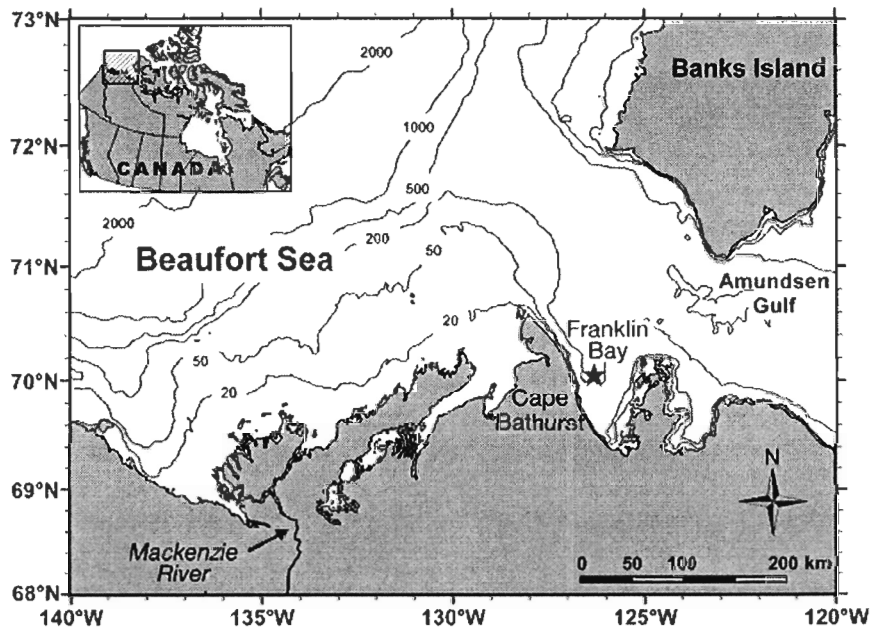 73°N
72°N
71°N
70°N
69°N
68°N
140°W
135°W
130°W
125°W
120°W
CANADA
2000
1000
500
200
50
20
2000
50
20
Banks Island
Beaufort Sea
Amundsen
Gulf
Franklin
Bay
Cape
Bathurst
Mackenzie
River
N
0 50 100 200 km